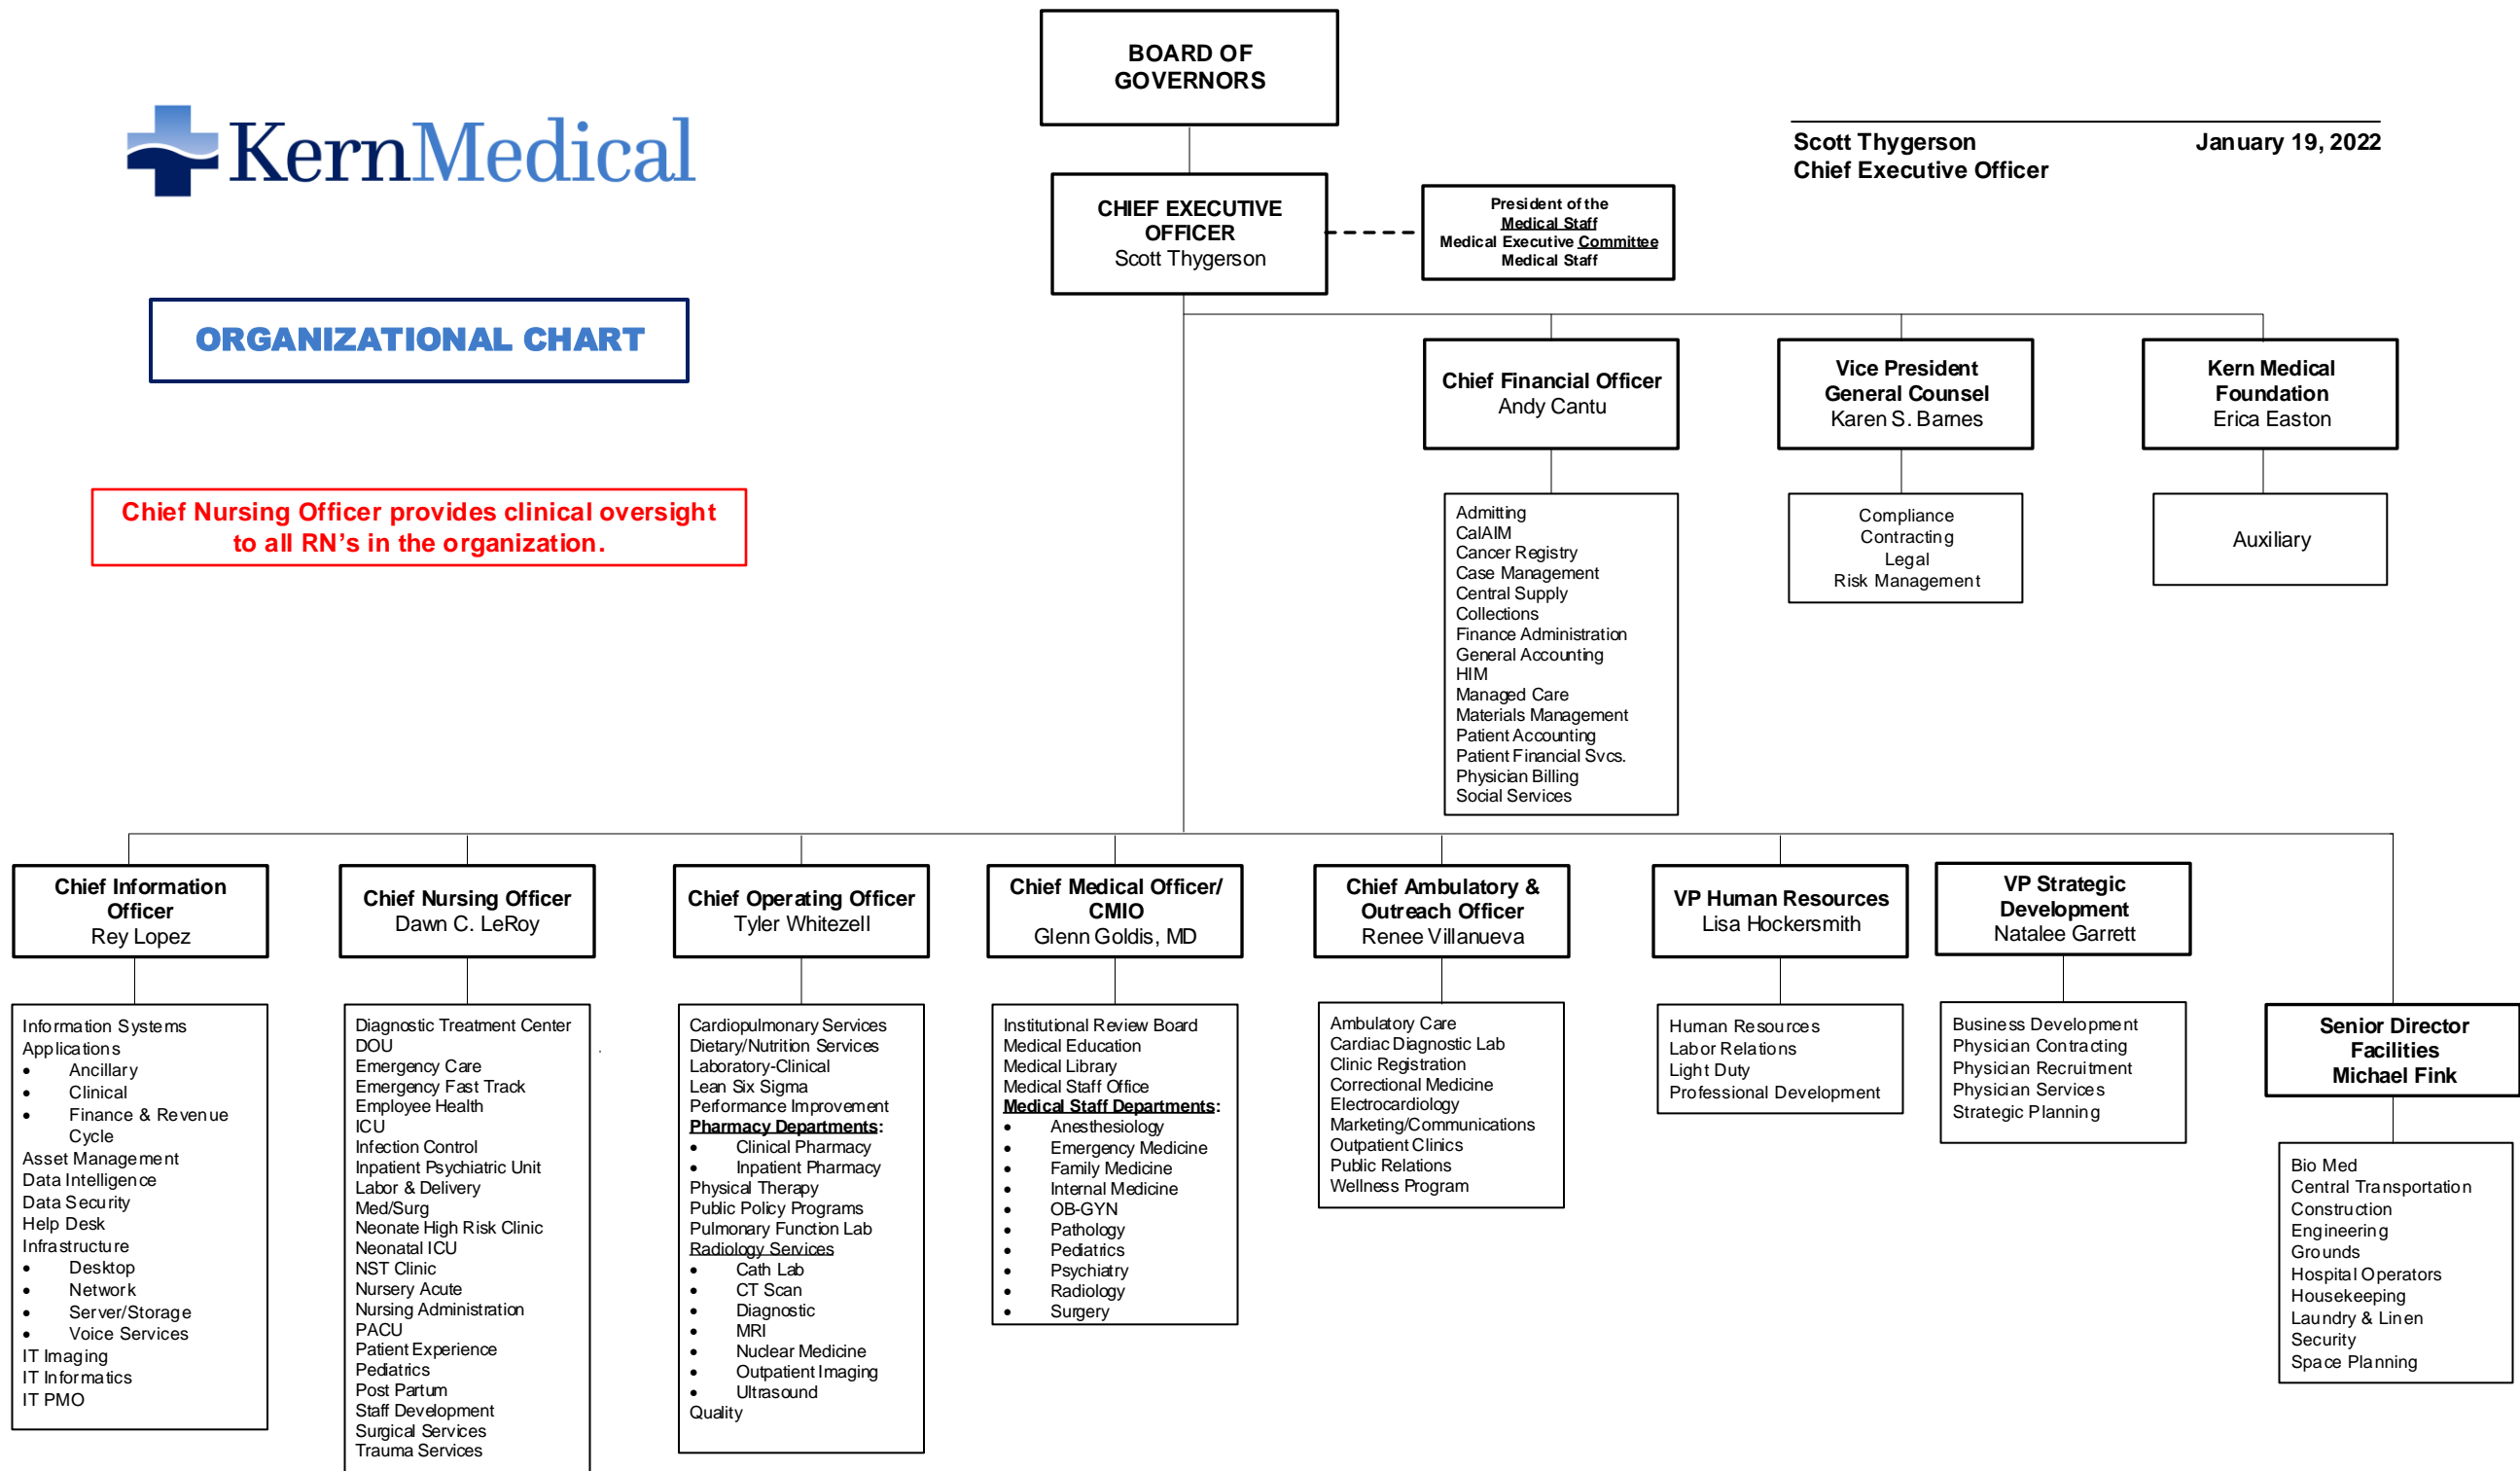 BOARD OF
GOVERNORS
KernMedical
Scott Thygerson January 19, 2022
Chief Executive Officer
CHIEF EXECUTIVE
OFFICER
Scott Thygerson
President of the
Medical Staff
Medical Executive Committee
Medical Staff
ORGANIZATIONAL CHART
Chief Financial Officer
Andy Cantu
Vice President
General Counsel
Karen S. Barnes
Kern Medical
Foundation
Erica Easton
Chief Nursing Officer provides clinical oversight
to all RN’s in the organization.
Admitting
CalAIM
Cancer Registry
Case Management
Central Supply
Collections
Finance Administration
General Accounting
HIM
Managed Care
Materials Management
Patient Accounting
Patient Financial Svcs.
Physician Billing
Social Services
Compliance
Contracting
Legal
Risk Management
Auxiliary
Chief Information
Officer
Rey Lopez
Chief Nursing Officer
Dawn C. LeRoy
Chief Operating Officer
Tyler Whitezell
Chief Medical Officer/
CMIO
Glenn Goldis, MD
Chief Ambulatory &
Outreach Officer
Renee Villanueva
VP Human Resources
Lisa Hockersmith
VP Strategic
Development
Natalee Garrett
Information Systems
Applications
• Ancillary
• Clinical
• Finance & Revenue
Cycle
Asset Management
Data Intelligence
Data Security
Help Desk
Infrastructure
• Desktop
• Network
• Server/Storage
• Voice Services
IT Imaging
IT Informatics
IT PMO
Diagnostic Treatment Center
DOU
Emergency Care
Emergency Fast Track
Employee Health
ICU
Infection Control
Inpatient Psychiatric Unit
Labor & Delivery
Med/Surg
Neonate High Risk Clinic
Neonatal ICU
NST Clinic
Nursery Acute
Nursing Administration
PACU
Patient Experience
Pediatrics
Post Partum
Staff Development
Surgical Services
Trauma Services
Cardiopulmonary Services
Dietary/Nutrition Services
Laboratory-Clinical
Lean Six Sigma
Performance Improvement
Pharmacy Departments:
• Clinical Pharmacy
• Inpatient Pharmacy
Physical Therapy
Public Policy Programs
Pulmonary Function Lab
Radiology Services
• Cath Lab
• CT Scan
• Diagnostic
• MRI
• Nuclear Medicine
• Outpatient Imaging
• Ultrasound
Quality
Institutional Review Board
Medical Education
Medical Library
Medical Staff Office
Medical Staff Departments:
• Anesthesiology
• Emergency Medicine
• Family Medicine
• Internal Medicine
• OB-GYN
• Pathology
• Pediatrics
• Psychiatry
• Radiology
• Surgery
Ambulatory Care
Cardiac Diagnostic Lab
Clinic Registration
Correctional Medicine
Electrocardiology
Marketing/Communications
Outpatient Clinics
Public Relations
Wellness Program
Human Resources
Labor Relations
Light Duty
Professional Development
Business Development
Physician Contracting
Physician Recruitment
Physician Services
Strategic Planning
Senior Director
Facilities
Michael Fink
Bio Med
Central Transportation
Construction
Engineering
Grounds
Hospital Operators
Housekeeping
Laundry & Linen
Security
Space Planning